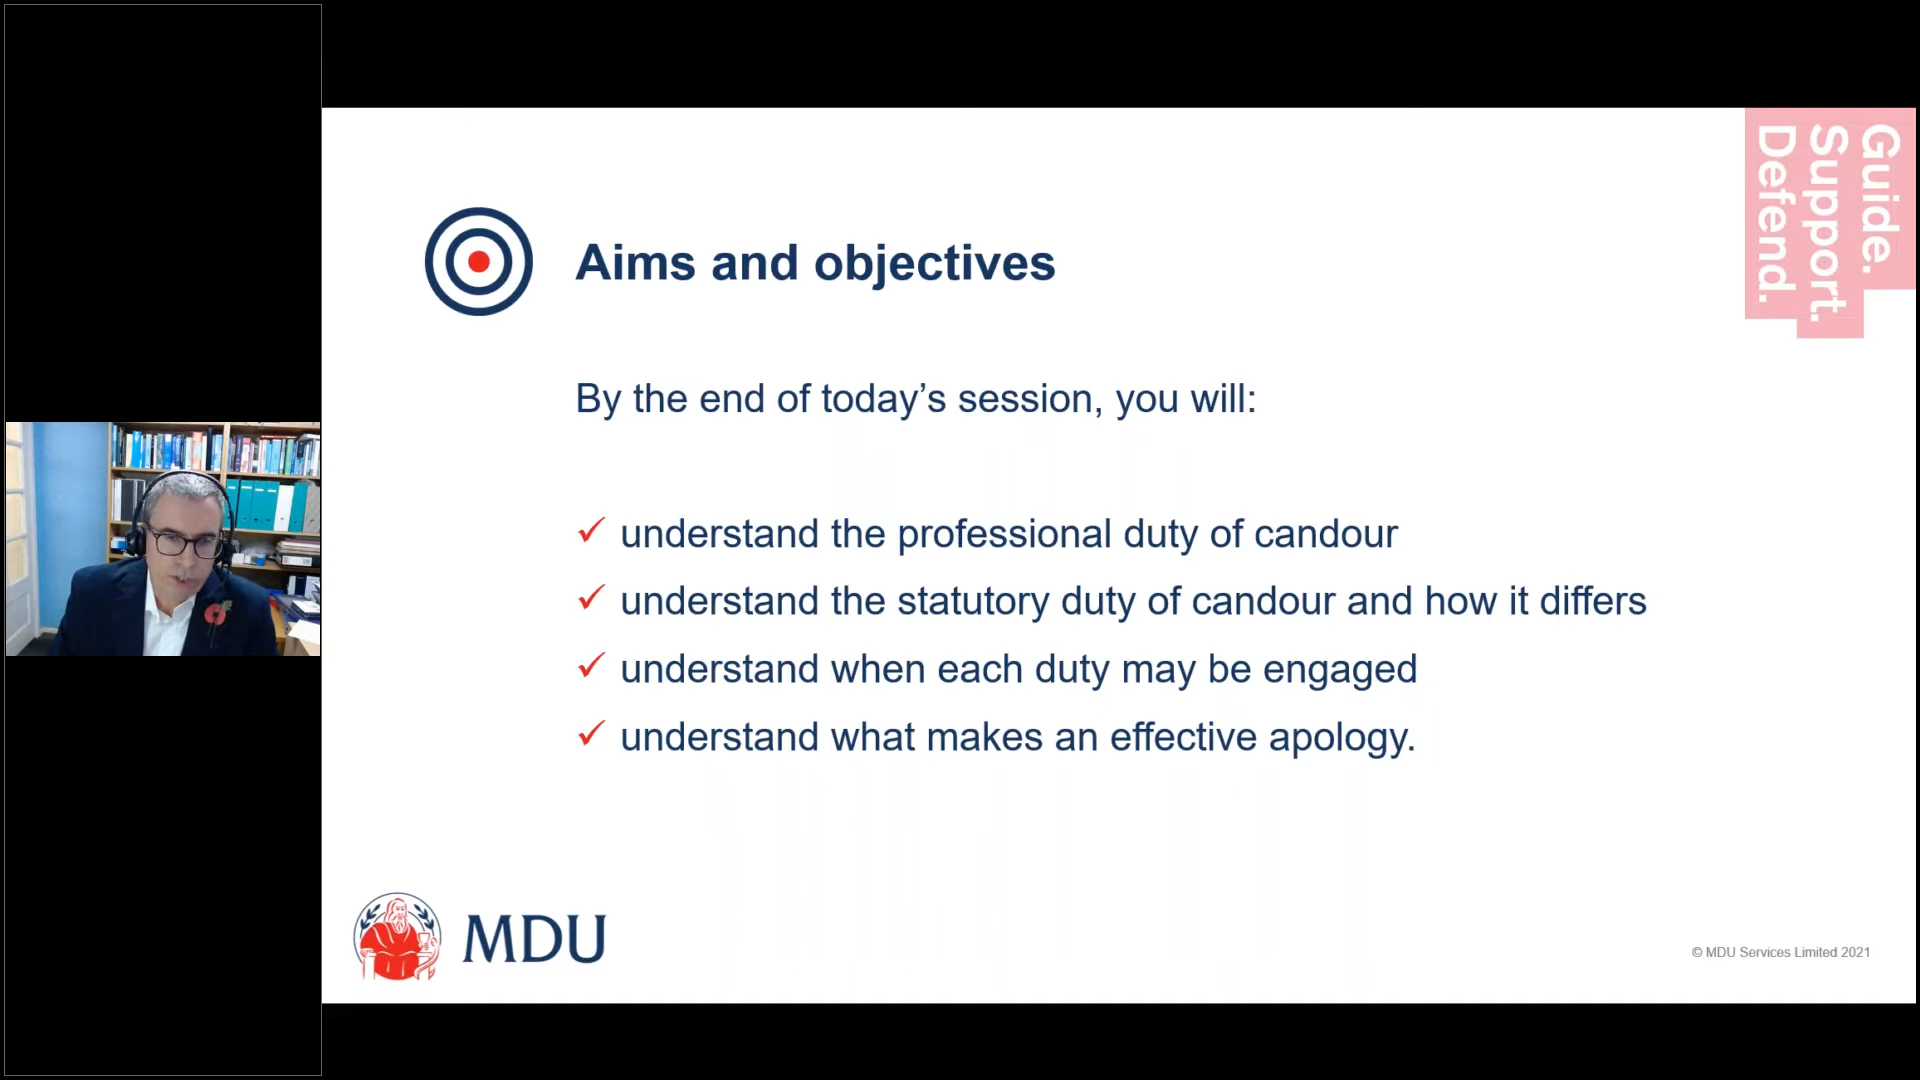 Guide.
Support.
Defend.
Aims and objectives
By the end of today’s session, you will:
✓ understand the professional duty of candour
✓ understand the statutory duty of candour and how it differs
✓ understand when each duty may be engaged
✓ understand what makes an effective apology.
MDU
© MDU Services Limited 2021